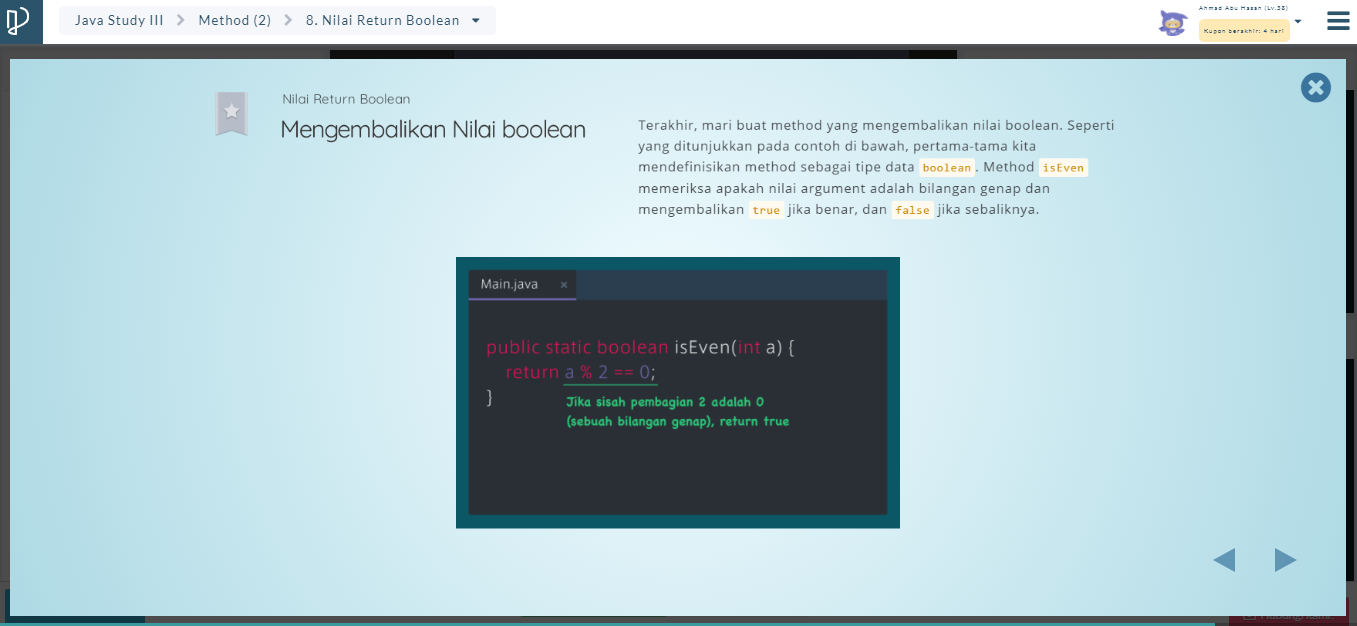 Java Study III
Method (2)
8. Nilai Return Boolean
Ahmad Abu Hasan (Lv.38)
Kupon berakhir: 4 hari
Nilai Return Boolean
Mengembalikan Nilai boolean
Terakhir, mari buat method yang mengembalikan nilai boolean. Seperti
yang ditunjukkan pada contoh di bawah, pertama-tama kita
mendefinisikan method sebagai tipe data boolean. Method isEven
memeriksa apakah nilai argument adalah bilangan genap dan
mengembalikan true jika benar, dan false jika sebaliknya.
Main.java ×
public static boolean isEven(int a) {
return a % 2 == 0;
}
Jika sisah pembagian 2 adalah 0
(sebuah bilangan genap), return true